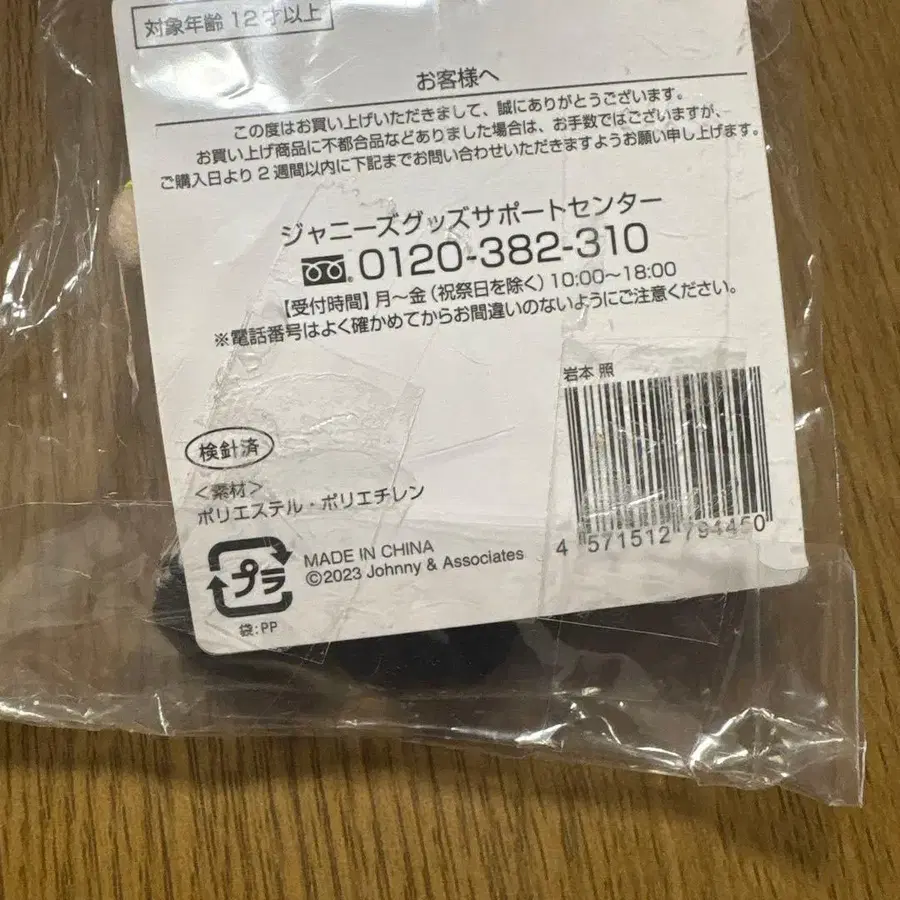 対象年齢 12才以上
お客様へ
この度はお買い上げいただきまして、誠にありがとうございます。
お買い上げ商品に不都合品などありました場合は、お手数ではございますが、
ご購入日より2週間以内に下記までお問い合わせいただきますようお願い申し上げます。
ジャニーズグッズサポートセンター
0120-382-310
【受付時間】月～金(祝祭日を除く)10:00～18:00
※電話番号はよく確かめてからお間違いのないようにご注意ください。
岩本 照
検針済
<素材>
ポリエステル・ポリエチレン
4 571512 794460
プラ
MADE IN CHINA
©2023 Johnny & Associates
袋:PP